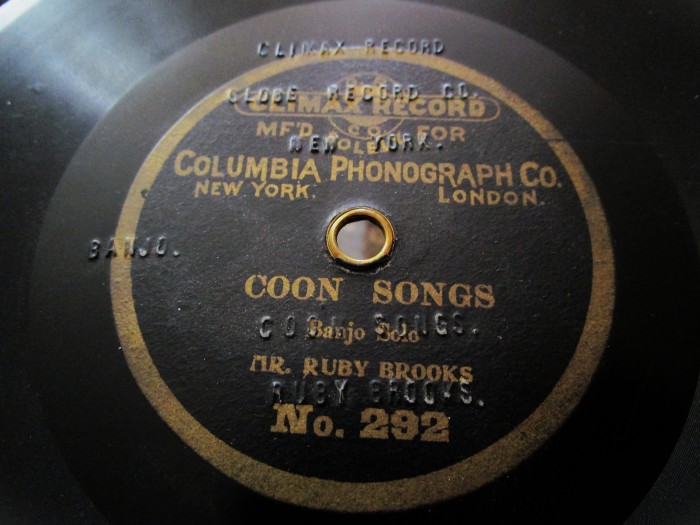 CLIMAX RECORD
GLOBE RECORD CO.
CLIMAX RECORD
MF'D SOLELY FOR
NEW YORK.
COLUMBIA PHONOGRAPH CO.
NEW YORK. LONDON.
BANJO.
COON SONGS
COON SONGS.
Banjo Solo
MR. RUBY BROOKS
RUBY BROOKS.
No. 292